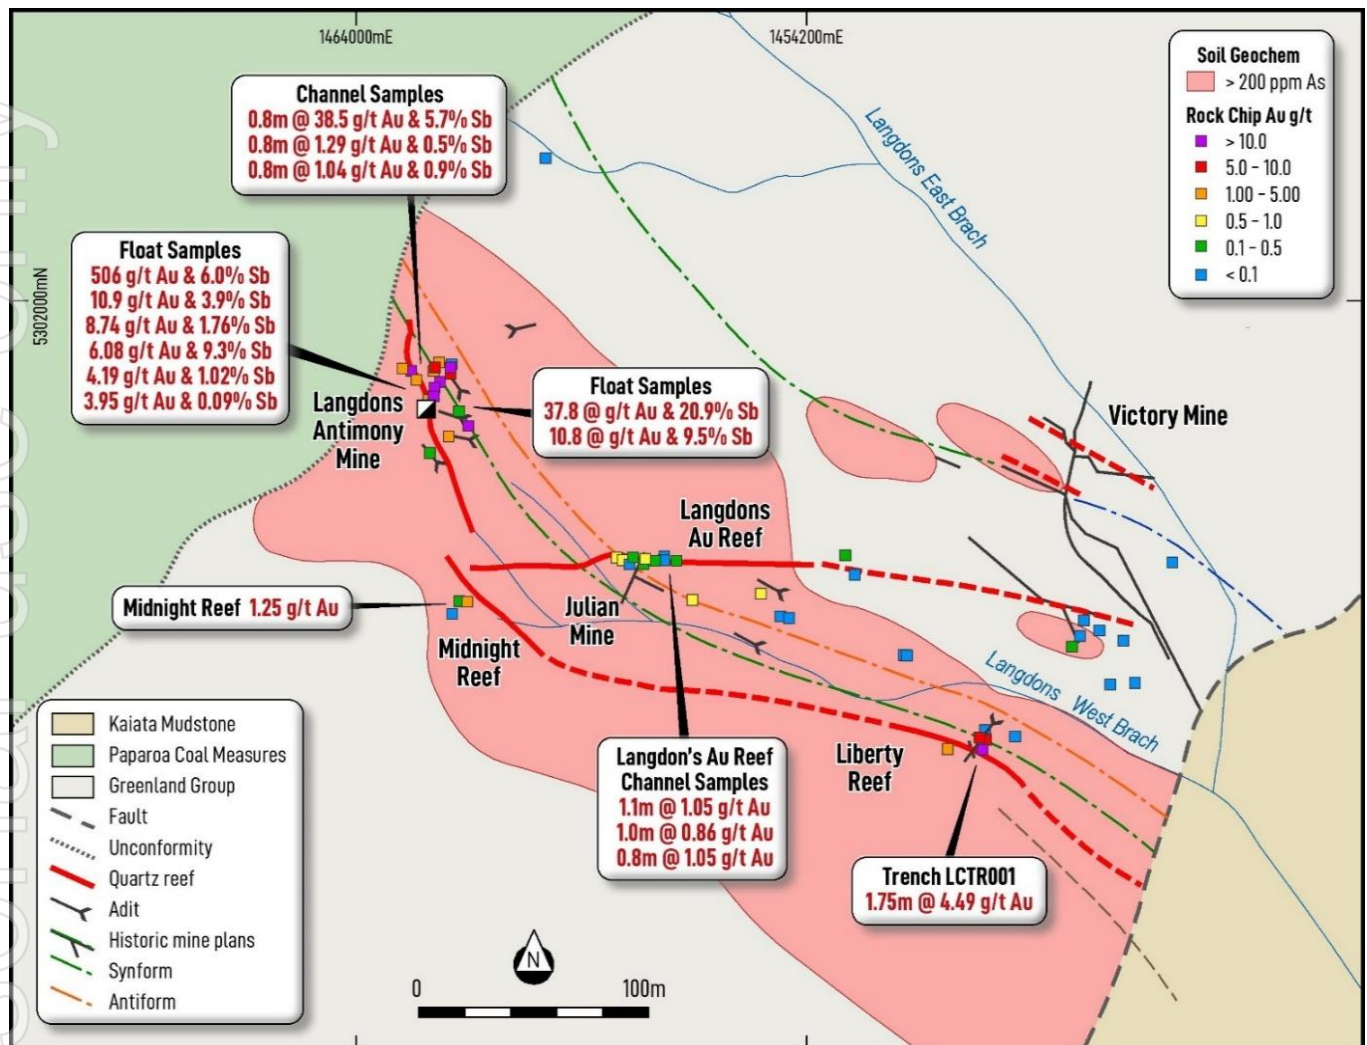 1464000mE
1454200mE
5302000mN
Soil Geochem
> 200 ppm As
Rock Chip Au g/t
> 10.0
5.0 - 10.0
1.00 - 5.00
0.5 - 1.0
0.1 - 0.5
< 0.1
Channel Samples
0.8m @ 38.5 g/t Au & 5.7% Sb
0.8m @ 1.29 g/t Au & 0.5% Sb
0.8m @ 1.04 g/t Au & 0.9% Sb
Langdons East Brach
Float Samples
506 g/t Au & 6.0% Sb
10.9 g/t Au & 3.9% Sb
8.74 g/t Au & 1.76% Sb
6.08 g/t Au & 9.3% Sb
4.19 g/t Au & 1.02% Sb
3.95 g/t Au & 0.09% Sb
Float Samples
37.8 @ g/t Au & 20.9% Sb
10.8 @ g/t Au & 9.5% Sb
Langdons
Antimony
Mine
Victory Mine
Langdons
Au Reef
Julian
Mine
Midnight Reef 1.25 g/t Au
Midnight
Reef
Langdons West Brach
Liberty
Reef
Langdon's Au Reef
Channel Samples
1.1m @ 1.05 g/t Au
1.0m @ 0.86 g/t Au
0.8m @ 1.05 g/t Au
Trench LCTR001
1.75m @ 4.49 g/t Au
Kaiata Mudstone
Paparoa Coal Measures
Greenland Group
Fault
Unconformity
Quartz reef
Adit
Historic mine plans
Synform
Antiform
N
0
100m